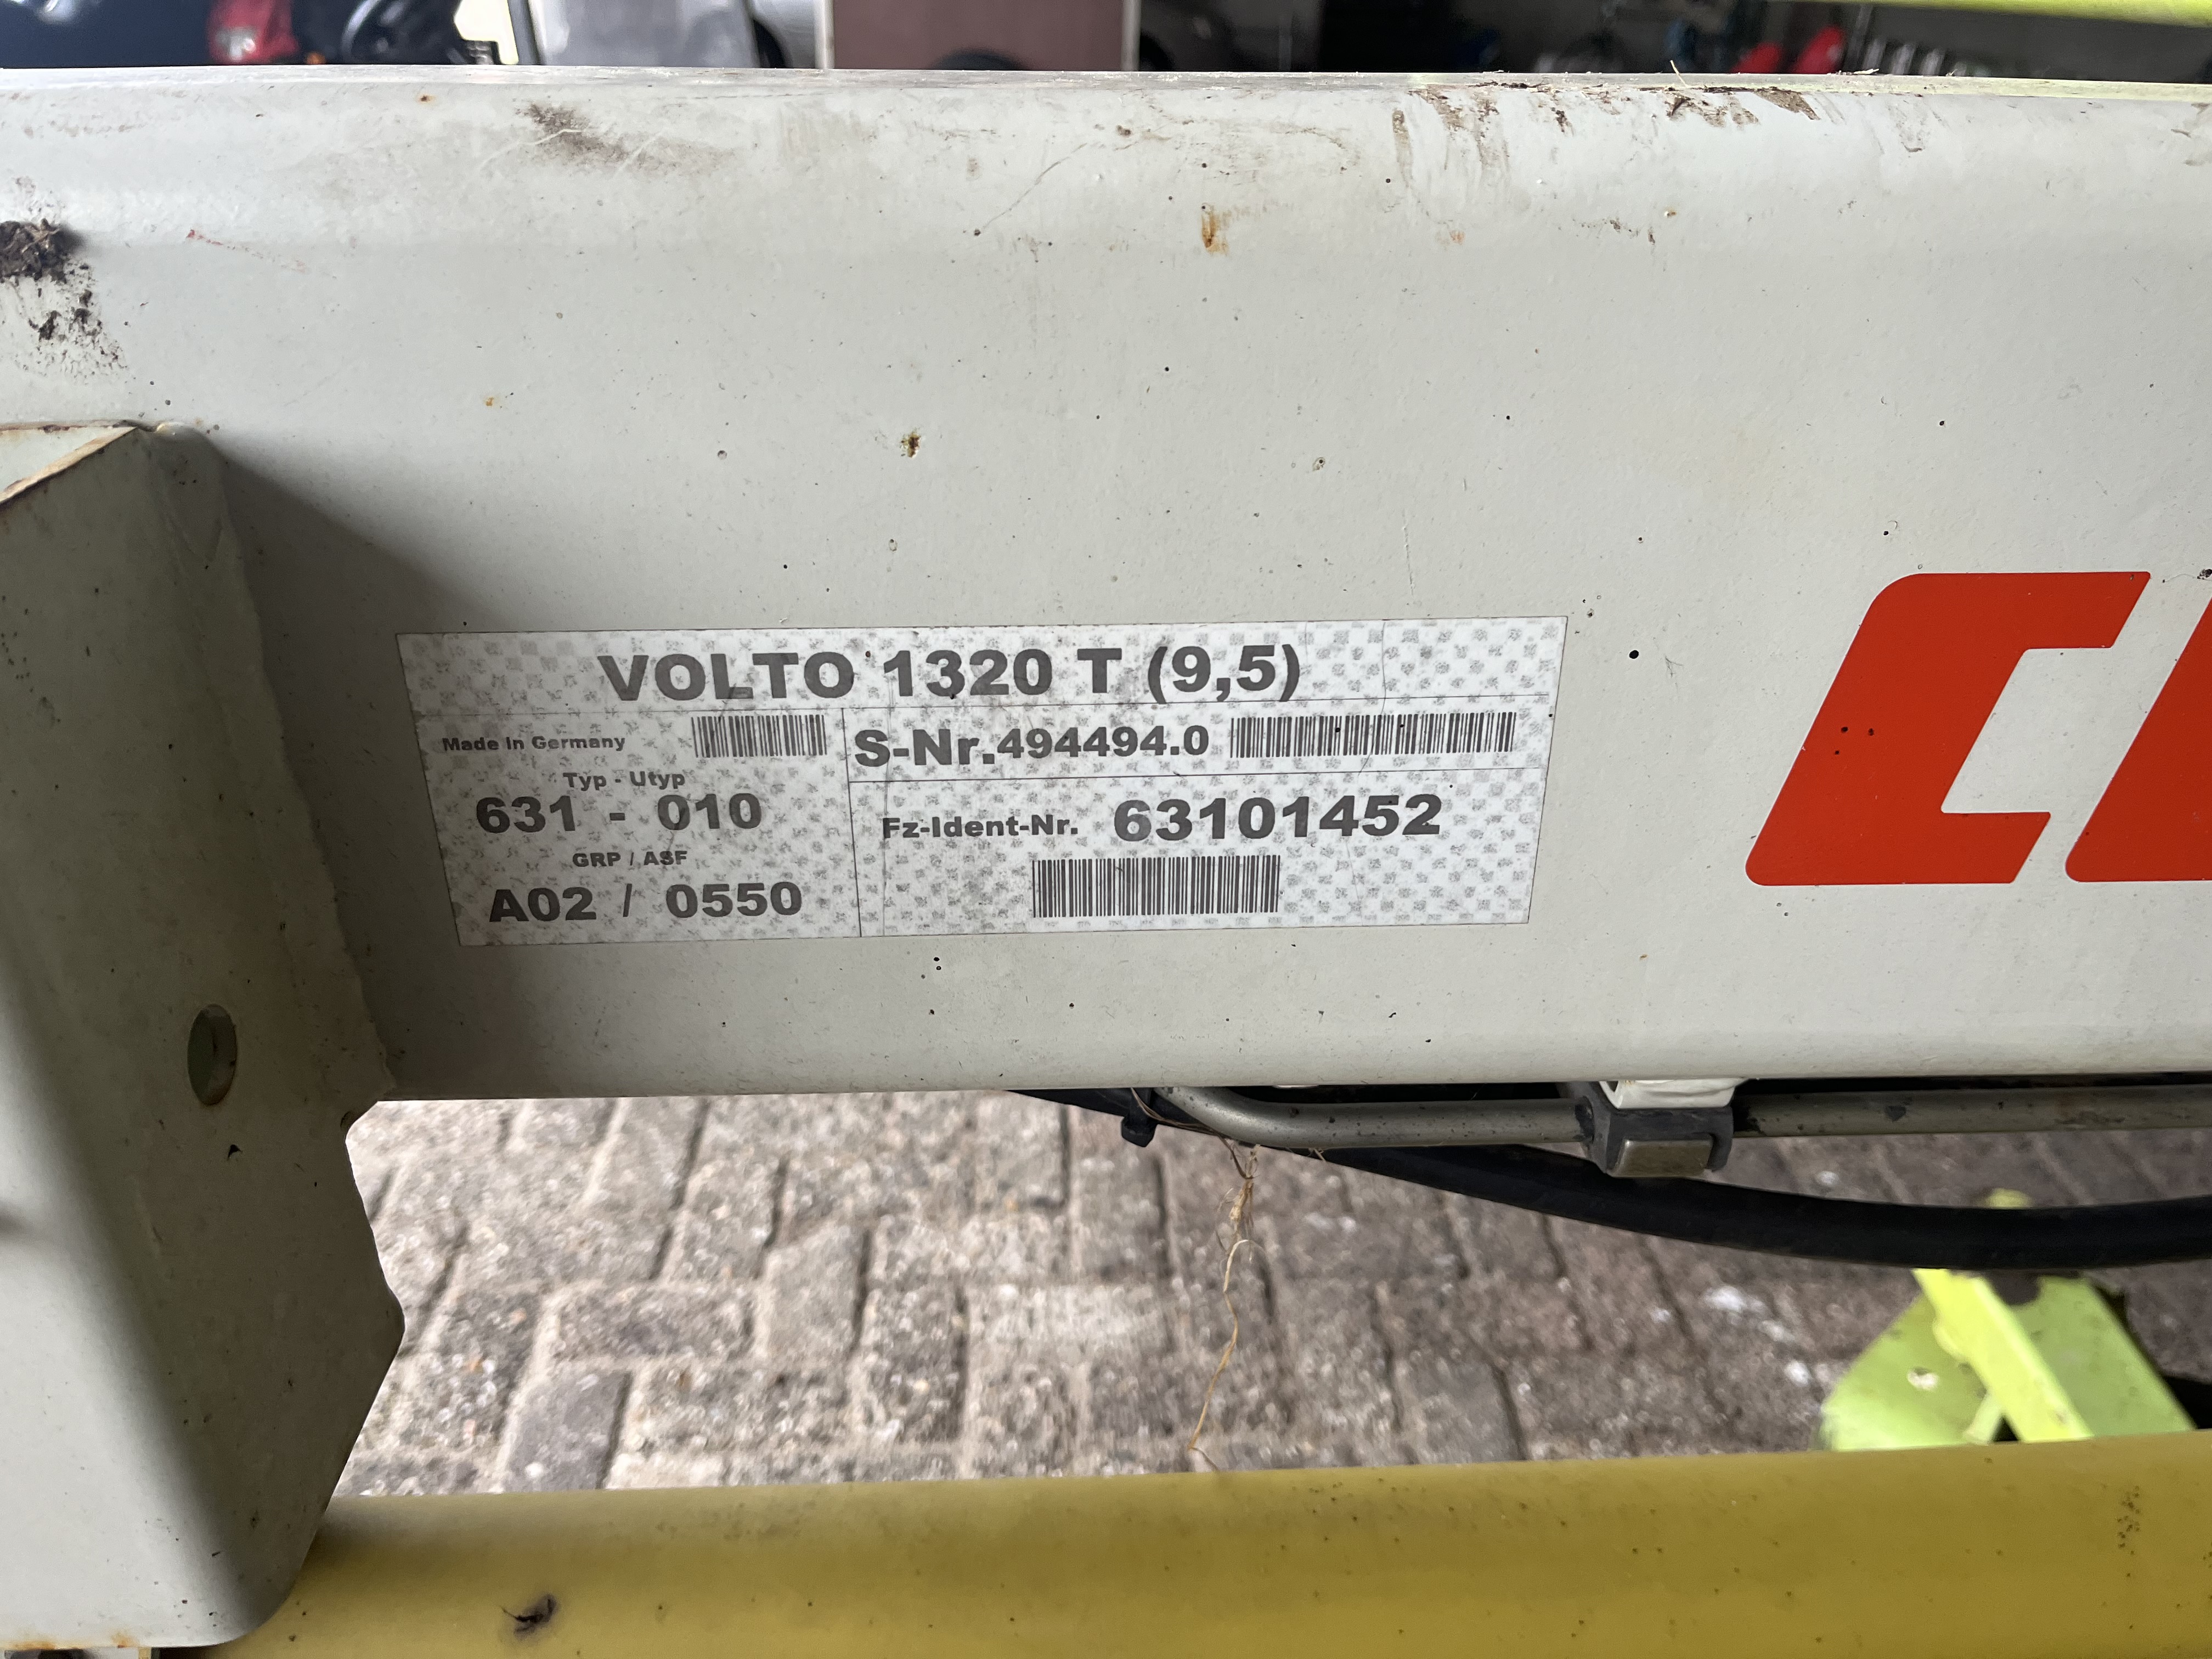 VOLTO 1320 T (9,5)
Made in Germany
S-Nr.494494.0
Typ - Utyp
631 - 010
Fz-Ident-Nr. 63101452
GRP / ASF
A02 / 0550